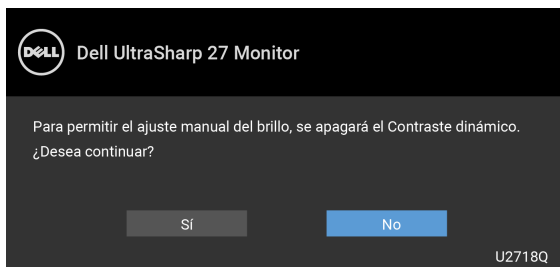 DELL Dell UltraSharp 27 Monitor
Para permitir el ajuste manual del brillo, se apagará el Contraste dinámico.
¿Desea continuar?
Sí No
U2718Q